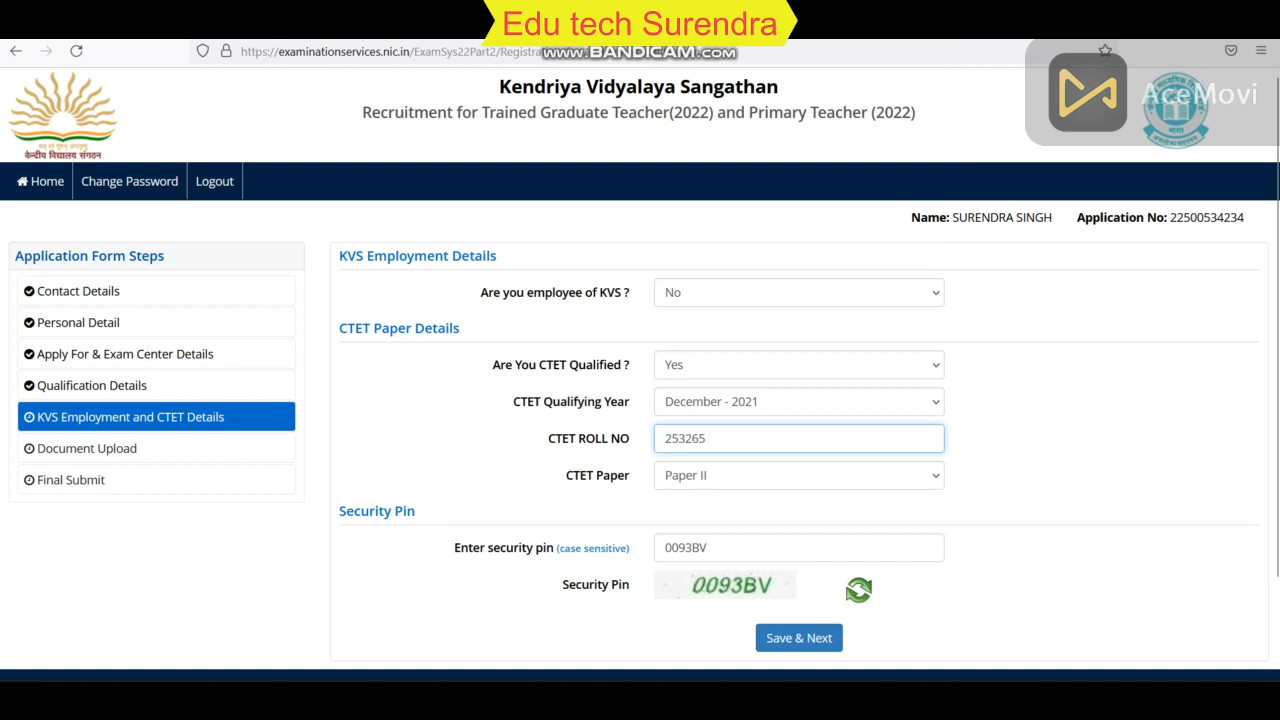 Edu tech Surendra
www.BANDICAM.com
https://examinationservices.nic.in/ExamSys22Part2/Registra
AceMovi
Kendriya Vidyalaya Sangathan
Recruitment for Trained Graduate Teacher(2022) and Primary Teacher (2022)
केन्द्रीय विद्यालय संगठन
भारत
Home
Change Password
Logout
Name: SURENDRA SINGH
Application No: 22500534234
Application Form Steps
Contact Details
Personal Detail
Apply For & Exam Center Details
Qualification Details
KVS Employment and CTET Details
Document Upload
Final Submit
KVS Employment Details
Are you employee of KVS ? No
CTET Paper Details
Are You CTET Qualified ? Yes
CTET Qualifying Year December - 2021
CTET ROLL NO 253265
CTET Paper Paper II
Security Pin
Enter security pin (case sensitive) 0093BV
Security Pin 0093BV
Save & Next